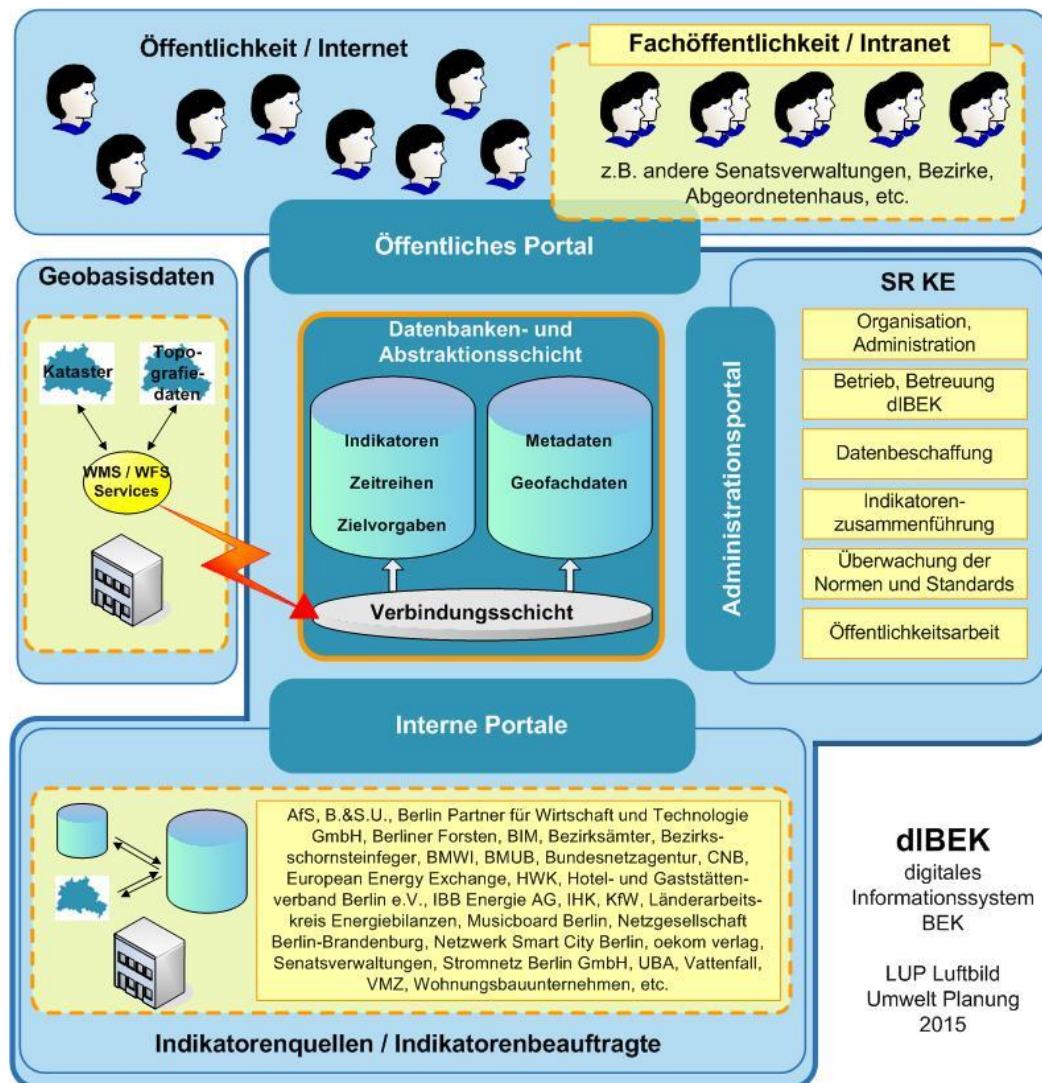 Öffentlichkeit / Internet
Fachöffentlichkeit / Intranet
z.B. andere Senatsverwaltungen, Bezirke,
Abgeordnetenhaus, etc.
Öffentliches Portal
Geobasisdaten
Kataster
Topo-
grafie-
daten
WMS / WFS
Services
Datenbanken- und
Abstraktionsschicht
Indikatoren
Zeitreihen
Zielvorgaben
Metadaten
Geofachdaten
Verbindungsschicht
Administrationsportal
SR KE
Organisation,
Administration
Betrieb, Betreuung
dIBEK
Datenbeschaffung
Indikatoren-
zusammenführung
Überwachung der
Normen und Standards
Öffentlichkeitsarbeit
Interne Portale
AfS, B.&S.U., Berlin Partner für Wirtschaft und Technologie
GmbH, Berliner Forsten, BIM, Bezirksämter, Bezirks-
schornsteinfeger, BMWI, BMUB, Bundesnetzagentur, CNB,
European Energy Exchange, HWK, Hotel- und Gaststätten-
verband Berlin e.V., IBB Energie AG, IHK, KfW, Länderarbeits-
kreis Energiebilanzen, Musicboard Berlin, Netzgesellschaft
Berlin-Brandenburg, Netzwerk Smart City Berlin, oekom verlag,
Senatsverwaltungen, Stromnetz Berlin GmbH, UBA, Vattenfall,
VMZ, Wohnungsbauunternehmen, etc.
Indikatorenquellen / Indikatorenbeauftragte
dIBEK
digitales
Informationssystem
BEK
LUP Luftbild
Umwelt Planung
2015